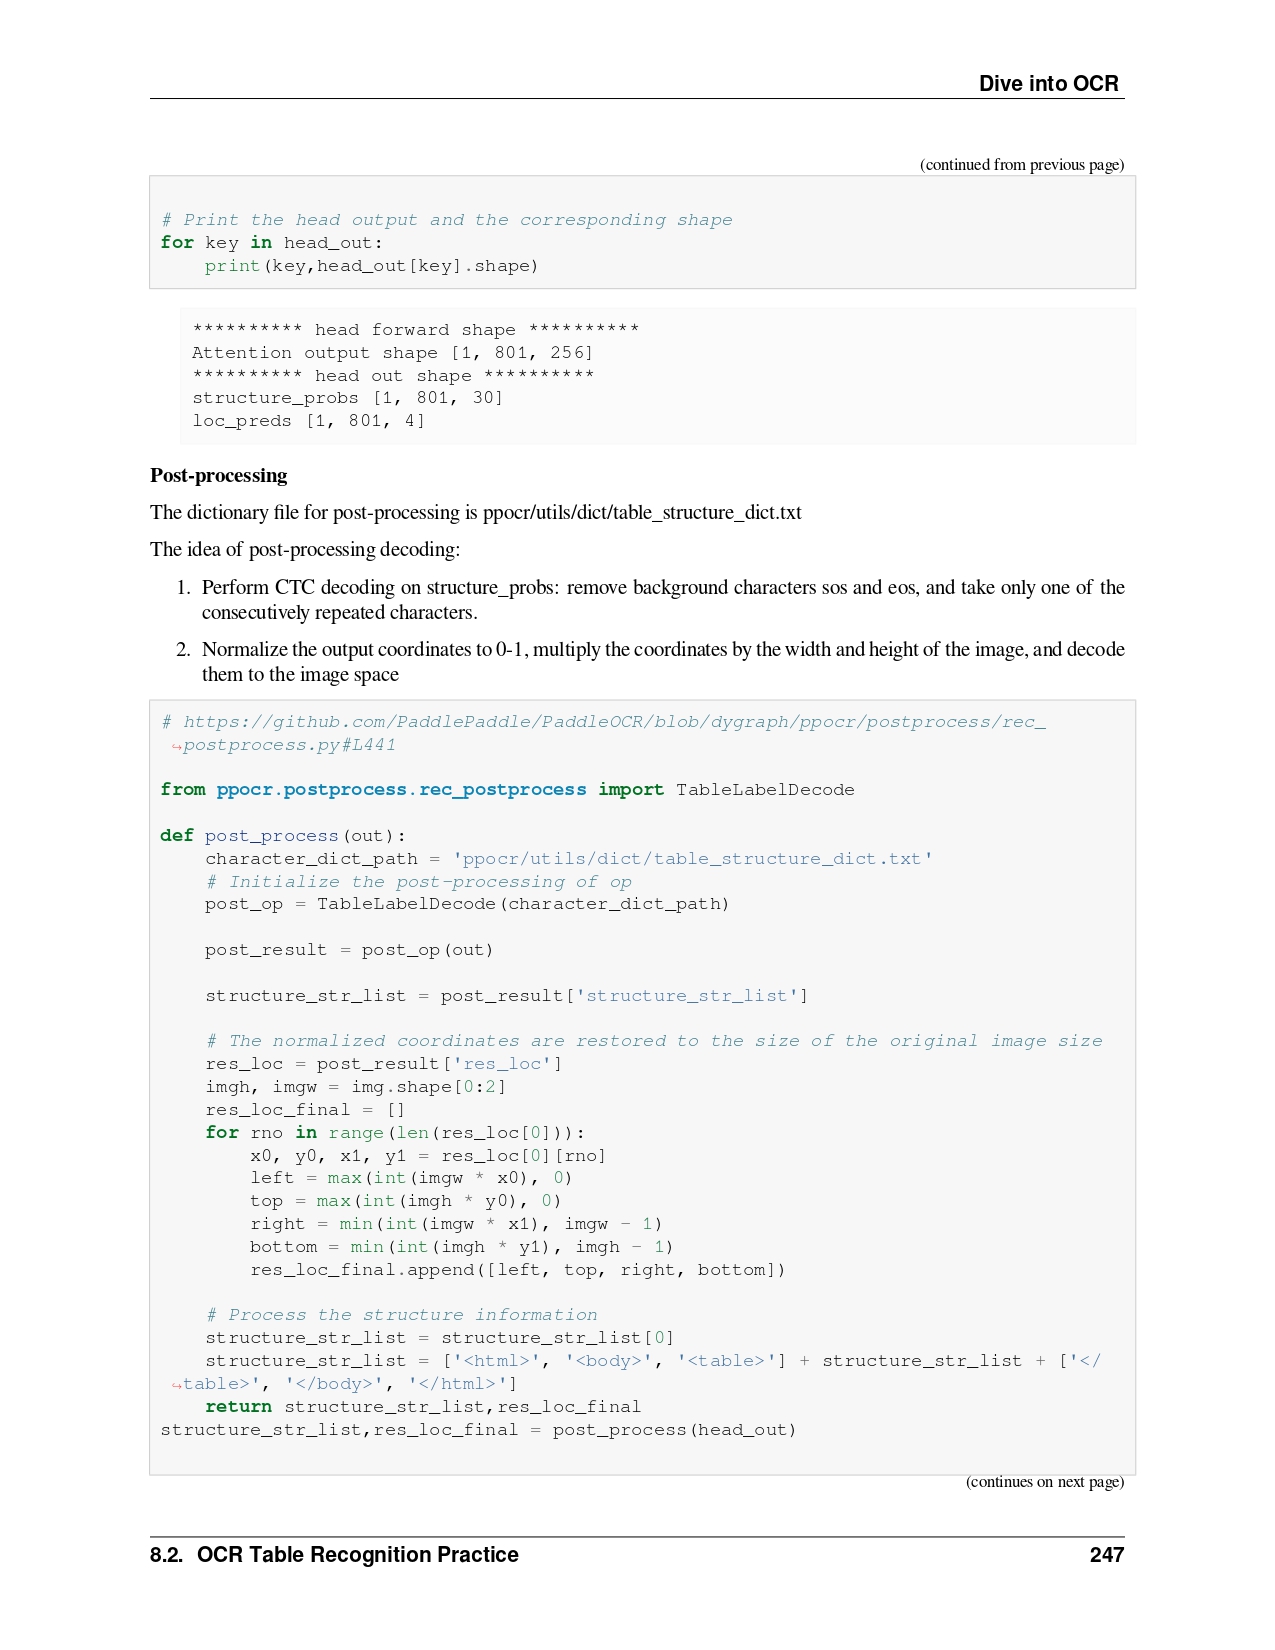 Dive into OCR
(continued from previous page)
# Print the head output and the corresponding shape
for key in head_out:
    print(key,head_out[key].shape)
********** head forward shape **********
Attention output shape [1, 801, 256]
********** head out shape **********
structure_probs [1, 801, 30]
loc_preds [1, 801, 4]
Post-processing
The dictionary file for post-processing is ppocr/utils/dict/table_structure_dict.txt
The idea of post-processing decoding:
1. Perform CTC decoding on structure_probs: remove background characters sos and eos, and take only one of the
consecutively repeated characters.
2. Normalize the output coordinates to 0-1, multiply the coordinates by the width and height of the image, and decode
them to the image space
# https://github.com/PaddlePaddle/PaddleOCR/blob/dygraph/ppocr/postprocess/rec_
↪postprocess.py#L441
from ppocr.postprocess.rec_postprocess import TableLabelDecode
def post_process(out):
    character_dict_path = 'ppocr/utils/dict/table_structure_dict.txt'
    # Initialize the post-processing of op
    post_op = TableLabelDecode(character_dict_path)
    post_result = post_op(out)
    structure_str_list = post_result['structure_str_list']
    # The normalized coordinates are restored to the size of the original image size
    res_loc = post_result['res_loc']
    imgh, imgw = img.shape[0:2]
    res_loc_final = []
    for rno in range(len(res_loc[0])):
        x0, y0, x1, y1 = res_loc[0][rno]
        left = max(int(imgw * x0), 0)
        top = max(int(imgh * y0), 0)
        right = min(int(imgw * x1), imgw - 1)
        bottom = min(int(imgh * y1), imgh - 1)
        res_loc_final.append([left, top, right, bottom])
    # Process the structure information
    structure_str_list = structure_str_list[0]
    structure_str_list = ['<html>', '<body>', '<table>'] + structure_str_list + ['</
↪table>', '</body>', '</html>']
    return structure_str_list,res_loc_final
structure_str_list,res_loc_final = post_process(head_out)
(continues on next page)
8.2. OCR Table Recognition Practice 247